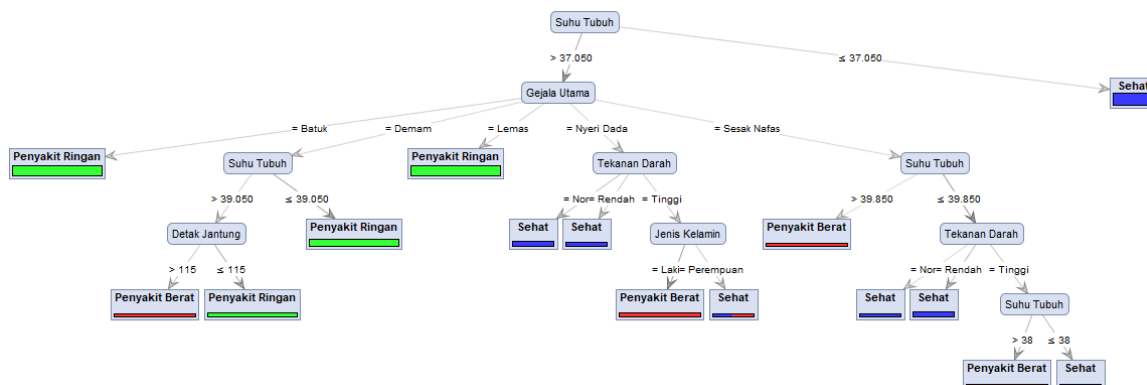 Suhu Tubuh
> 37.050
≤ 37.050
Gejala Utama
Sehat
= Batuk
= Demam
= Lemas
= Nyeri Dada
= Sesak Nafas
Penyakit Ringan
Suhu Tubuh
Penyakit Ringan
Tekanan Darah
Suhu Tubuh
> 39.050
≤ 39.050
= Nor= Rendah
= Tinggi
> 39.850
≤ 39.850
Detak Jantung
Penyakit Ringan
Sehat
Sehat
Jenis Kelamin
Penyakit Berat
Tekanan Darah
> 115
≤ 115
= Laki= Perempuan
= Nor= Rendah
= Tinggi
Penyakit Berat
Penyakit Ringan
Penyakit Berat
Sehat
Sehat
Sehat
Suhu Tubuh
> 38
≤ 38
Penyakit Berat
Sehat